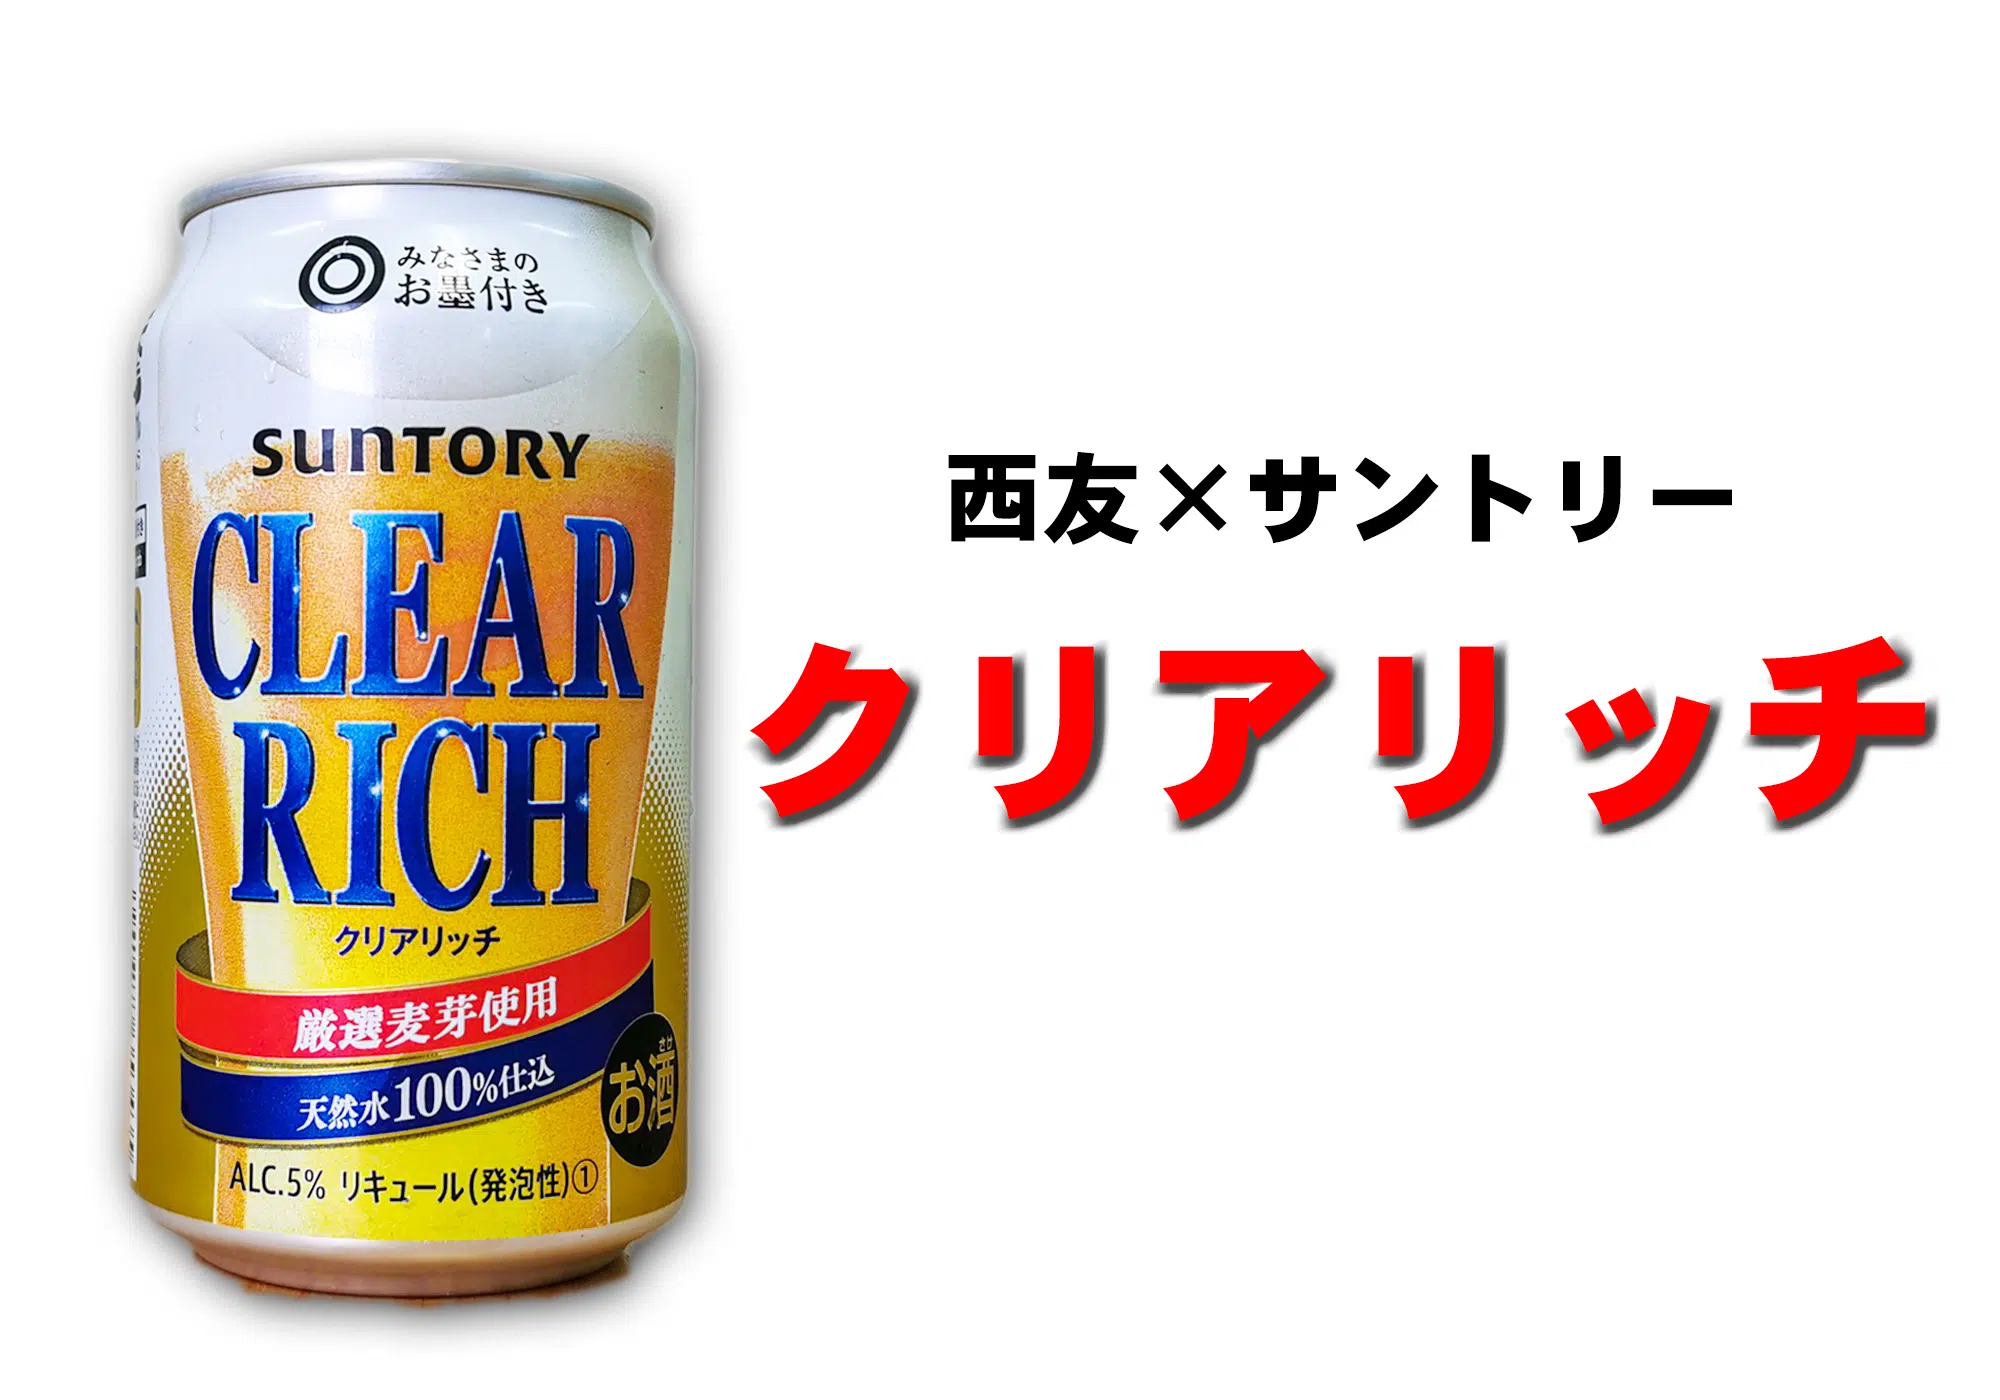 みなさまの
お墨付き
SUNTORY
CLEAR
RICH
クリアリッチ
厳選麦芽使用
天然水100%仕込
さけ
お酒
ALC.5% リキュール(発泡性)①
西友×サントリー
クリアリッチ